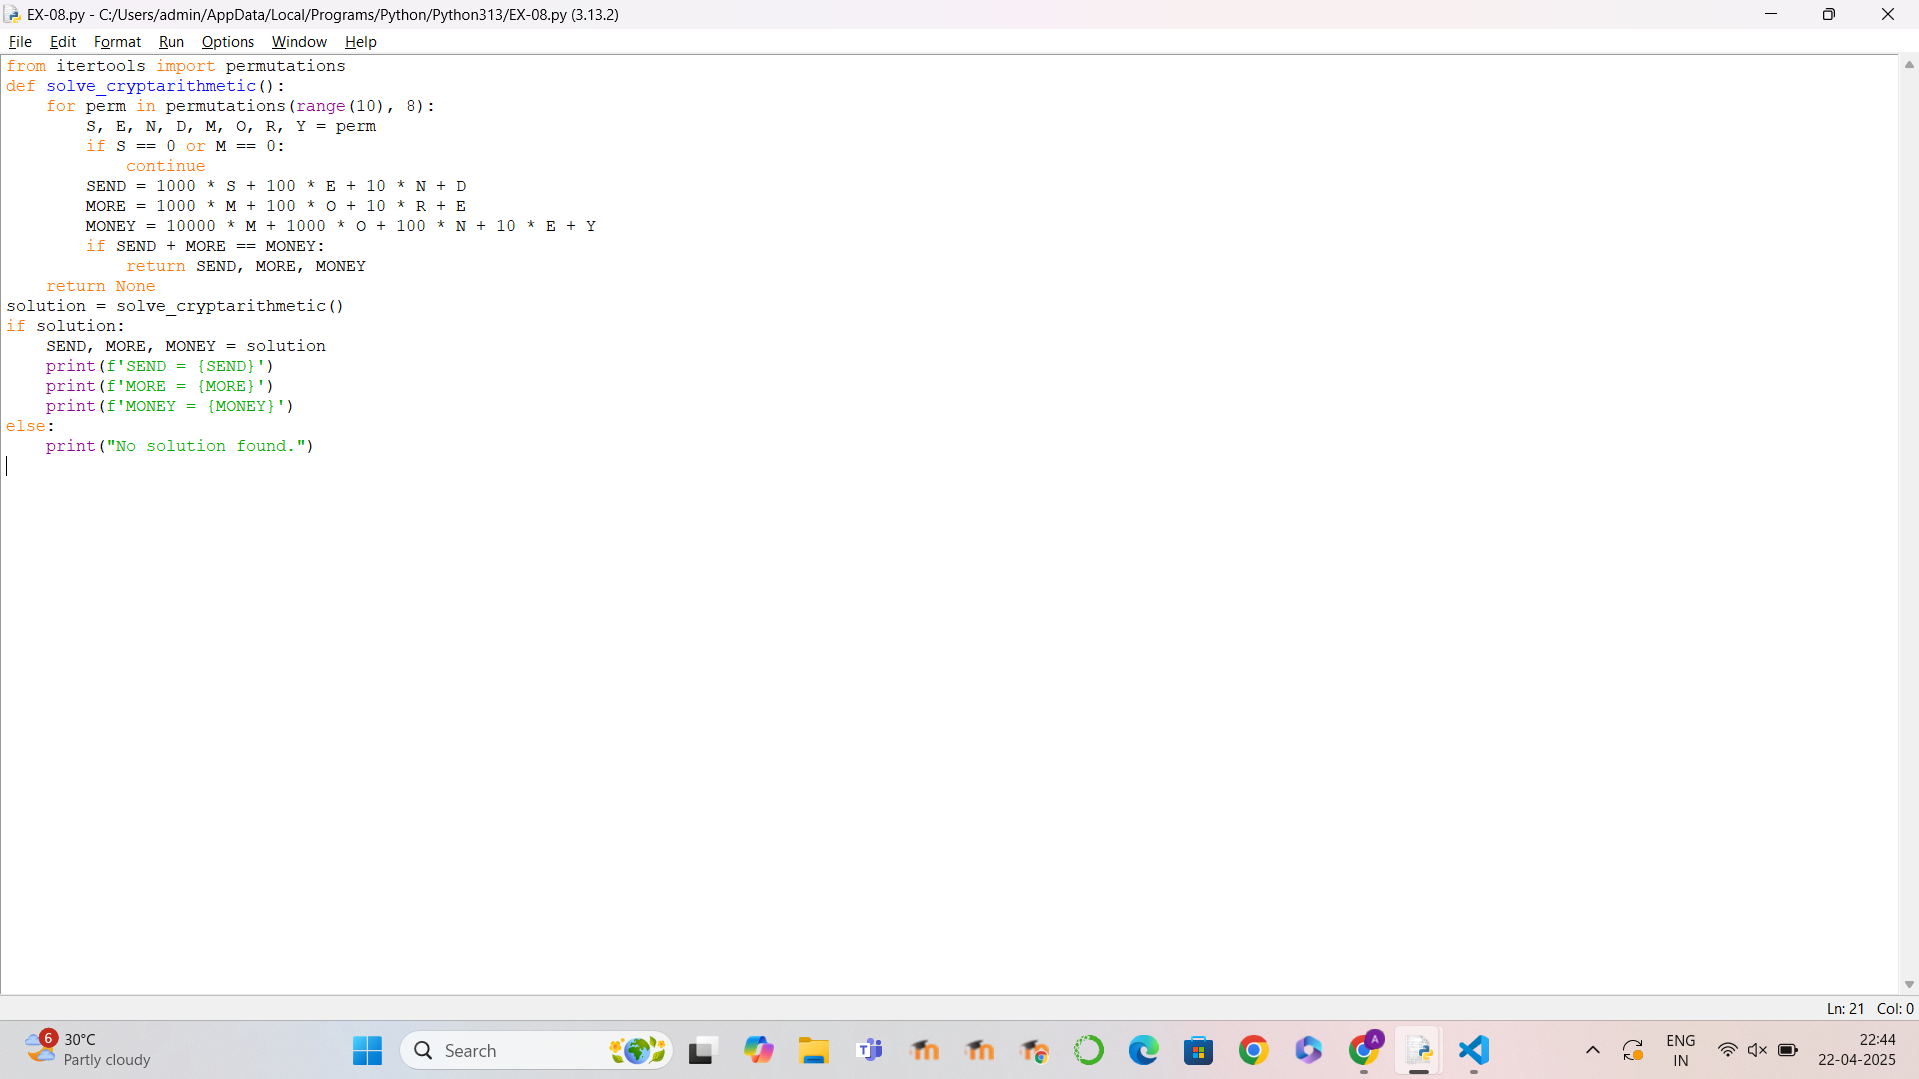 EX-08.py - C:/Users/admin/AppData/Local/Programs/Python/Python313/EX-08.py (3.13.2)
File Edit Format Run Options Window Help
from itertools import permutations
def solve_cryptarithmetic():
    for perm in permutations(range(10), 8):
        S, E, N, D, M, O, R, Y = perm
        if S == 0 or M == 0:
            continue
        SEND = 1000 * S + 100 * E + 10 * N + D
        MORE = 1000 * M + 100 * O + 10 * R + E
        MONEY = 10000 * M + 1000 * O + 100 * N + 10 * E + Y
        if SEND + MORE == MONEY:
            return SEND, MORE, MONEY
    return None
solution = solve_cryptarithmetic()
if solution:
    SEND, MORE, MONEY = solution
    print(f'SEND = {SEND}')
    print(f'MORE = {MORE}')
    print(f'MONEY = {MONEY}')
else:
    print("No solution found.")
Ln: 21 Col: 0
6
30°C
Partly cloudy
Search
T
A
ENG
IN
22:44
22-04-2025